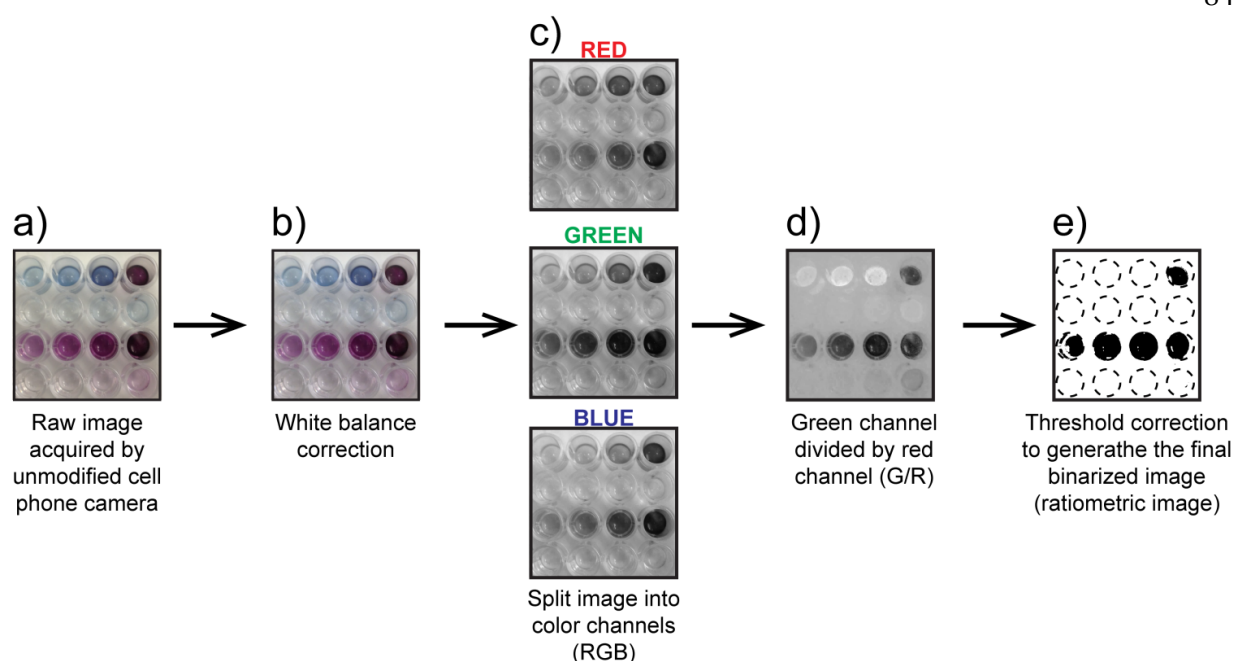 a)
Raw image
acquired by
unmodified cell
phone camera
b)
White balance
correction
c)
RED
GREEN
BLUE
Split image into
color channels
(RGB)
d)
Green channel
divided by red
channel (G/R)
e)
Threshold correction
to generathe the final
binarized image
(ratiometric image)